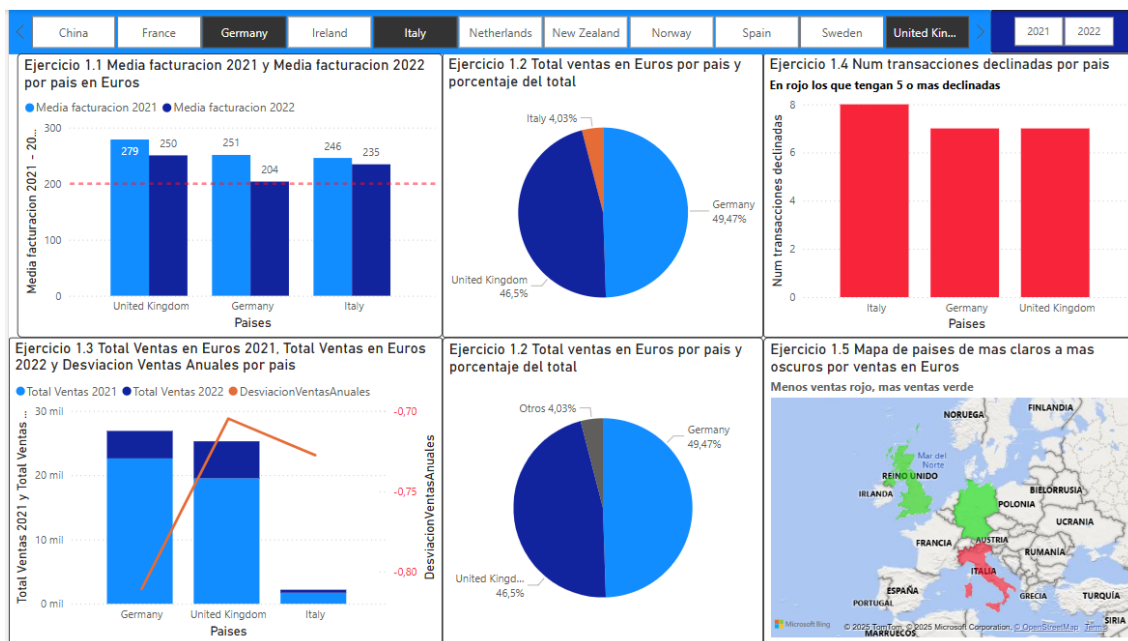 China
France
Germany
Ireland
Italy
Netherlands
New Zealand
Norway
Spain
Sweden
United Kin...
2021
2022
Ejercicio 1.1 Media facturacion 2021 y Media facturacion 2022
por pais en Euros
Media facturacion 2021
Media facturacion 2022
Media facturacion 2021 - 20...
300
200
100
0
279
250
251
204
246
235
United Kingdom
Germany
Italy
Paises
Ejercicio 1.2 Total ventas en Euros por pais y
porcentaje del total
Italy 4,03%
Germany
49,47%
United Kingdom
46,5%
Ejercicio 1.4 Num transacciones declinadas por pais
En rojo los que tengan 5 o mas declinadas
Num transacciones declinadas
8
6
4
2
0
Italy
Germany
United Kingdom
Paises
Ejercicio 1.3 Total Ventas en Euros 2021, Total Ventas en Euros
2022 y Desviacion Ventas Anuales por pais
Total Ventas 2021
Total Ventas 2022
DesviacionVentasAnuales
Total Ventas 2021 y Total Ventas ...
30 mil
20 mil
10 mil
0 mil
-0,70
-0,75
-0,80
DesviacionVentasAnuales
Germany
United Kingdom
Italy
Paises
Ejercicio 1.2 Total ventas en Euros por pais y
porcentaje del total
Otros 4,03%
Germany
49,47%
United Kingd...
46,5%
Ejercicio 1.5 Mapa de paises de mas claros a mas
oscuros por ventas en Euros
Menos ventas rojo, mas ventas verde
NORUEGA
FINLANDIA
Mar del
Norte
REINO UNIDO
IRLANDA
BIELORRUSIA
POLONIA
UCRANIA
FRANCIA
AUSTRIA
RUMANÍA
ITALIA
ESPAÑA
PORTUGAL
GRECIA
TURQUÍA
SIRIA
MARRUECOS
Microsoft Bing
© 2025 TomTom, © 2025 Microsoft Corporation, © OpenStreetMap Terms